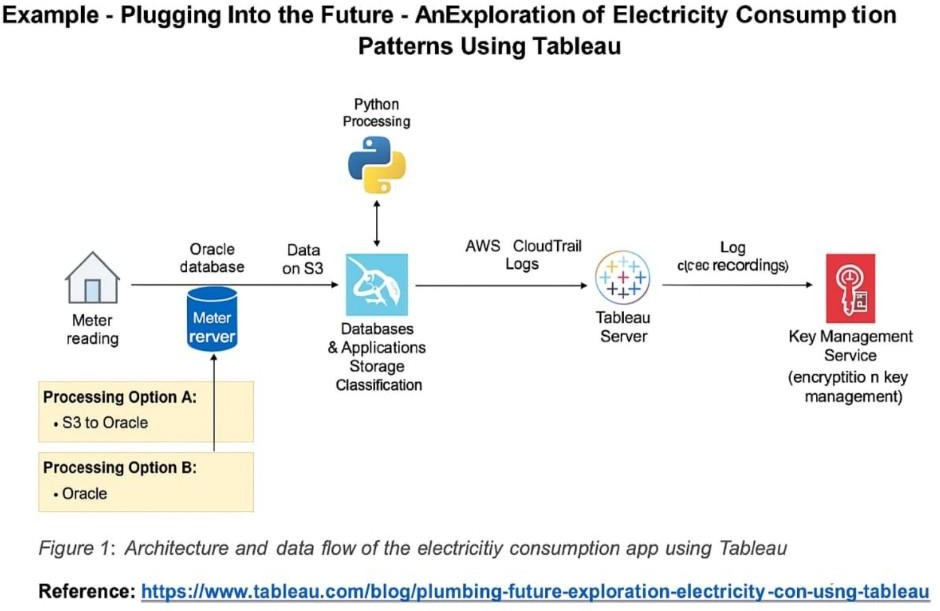 Example - Plugging Into the Future - AnExploration of Electricity Consump tion
Patterns Using Tableau
Python
Processing
Oracle
database
Data
on S3
AWS CloudTrail
Logs
Log
c(cec recordings)
Meter
reading
Meter
rerver
Databases
& Applications
Storage
Classification
Tableau
Server
Key Management
Service
(encryptitio n key
management)
Processing Option A:
• S3 to Oracle
Processing Option B:
• Oracle
Figure 1: Architecture and data flow of the electricitiy consumption app using Tableau
Reference: https://www.tableau.com/blog/plumbing-future-exploration-electricity-con-usng-tableau